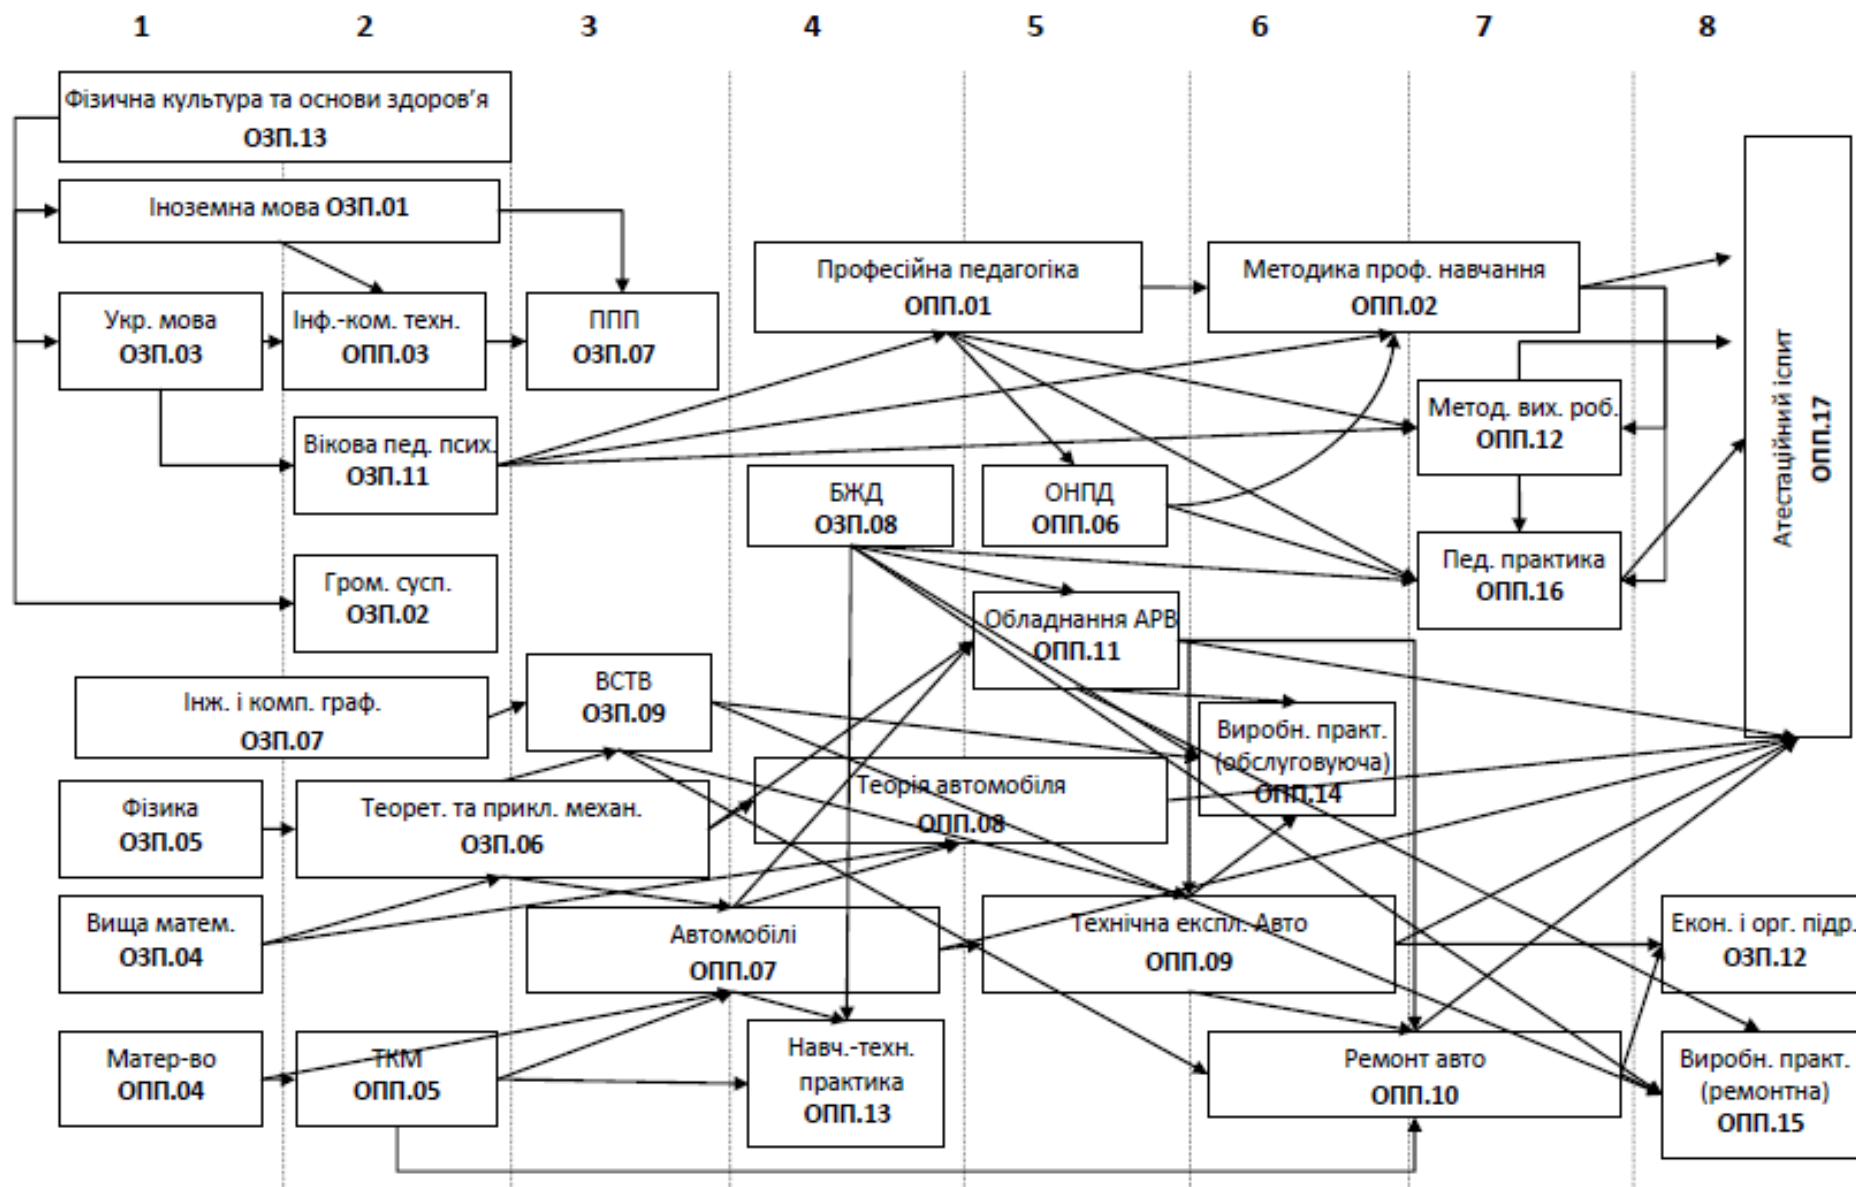 1 2 3 4 5 6 7 8
Фізична культура та основи здоров’я
ОЗП.13
Іноземна мова ОЗП.01
Укр. мова
ОЗП.03
Інф.-ком. техн.
ОПП.03
ППП
ОЗП.07
Професійна педагогіка
ОПП.01
Методика проф. навчання
ОПП.02
Вікова пед. псих.
ОЗП.11
Метод. вих. роб.
ОПП.12
БЖД
ОЗП.08
ОНПД
ОПП.06
Пед. практика
ОПП.16
Атестаційний іспит
ОПП.17
Гром. сусп.
ОЗП.02
Обладнання АРВ
ОПП.11
Інж. і комп. граф.
ОЗП.07
ВСТВ
ОЗП.09
Виробн. практ.
(обслуговуюча)
ОПП.14
Фізика
ОЗП.05
Теорет. та прикл. механ.
ОЗП.06
Теорія автомобіля
ОПП.08
Вища матем.
ОЗП.04
Автомобілі
ОПП.07
Технічна експл. Авто
ОПП.09
Екон. і орг. підр.
ОЗП.12
Матер-во
ОПП.04
ТКМ
ОПП.05
Навч.-техн.
практика
ОПП.13
Ремонт авто
ОПП.10
Виробн. практ.
(ремонтна)
ОПП.15